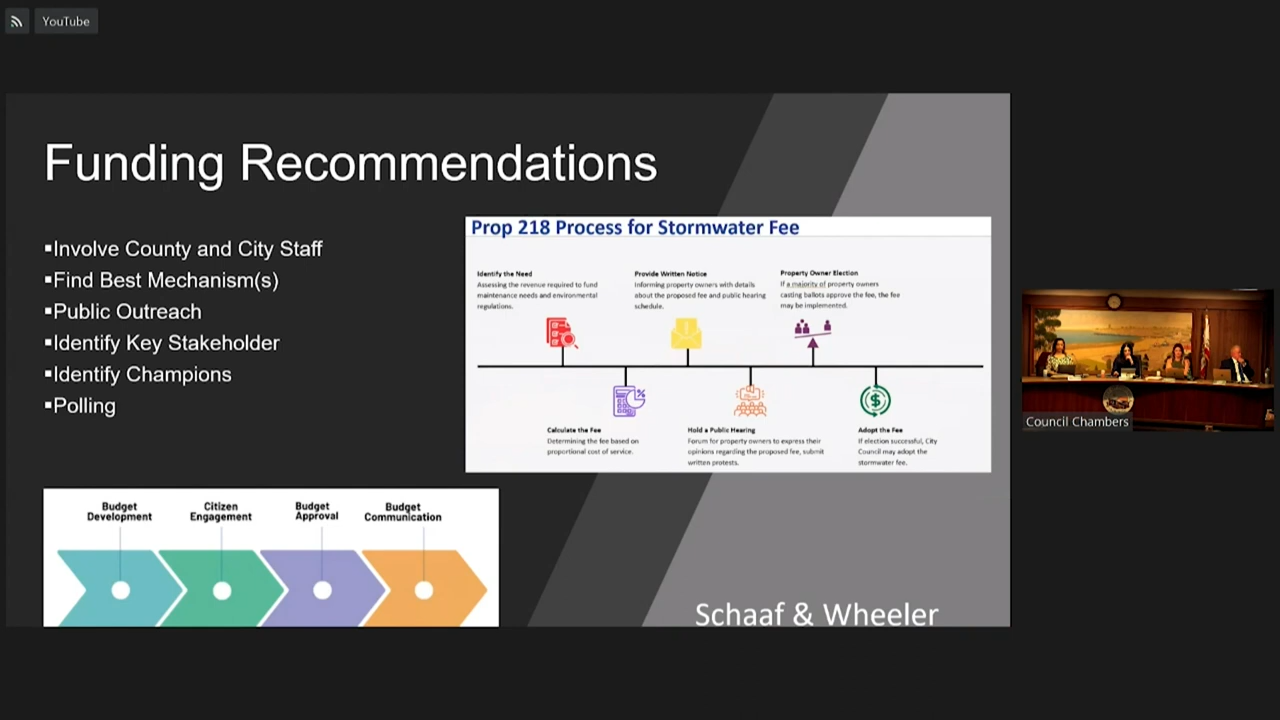 YouTube
Funding Recommendations
▪Involve County and City Staff
▪Find Best Mechanism(s)
▪Public Outreach
▪Identify Key Stakeholder
▪Identify Champions
▪Polling
Prop 218 Process for Stormwater Fee
Identify the Need
Assessing the revenue required to fund
maintenance needs and environmental
regulations.
Provide Written Notice
Informing property owners with details
about the proposed fee and public hearing
schedule.
Property Owner Election
If a majority of property owners
casting ballots approve the fee, the fee
may be implemented.
Calculate the Fee
Determining the fee based on
proportional cost of service.
Hold a Public Hearing
Forum for property owners to express their
opinions regarding the proposed fee, submit
written protests.
Adopt the Fee
If election successful, City
Council may adopt the
stormwater fee.
Budget
Development
Citizen
Engagement
Budget
Approval
Budget
Communication
Schaaf & Wheeler
Council Chambers